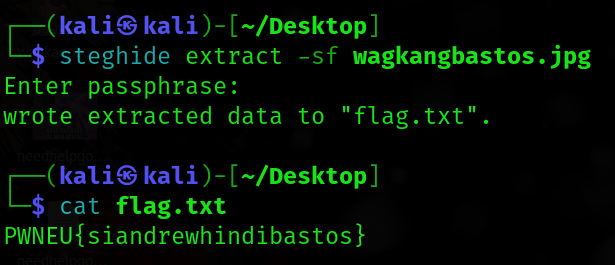 ┌──(kali㉿kali)-[~/Desktop]
└─$ steghide extract -sf wagkangbastos.jpg
Enter passphrase:
wrote extracted data to "flag.txt".
┌──(kali㉿kali)-[~/Desktop]
└─$ cat flag.txt
PWNEU{siandrewhindibastos}